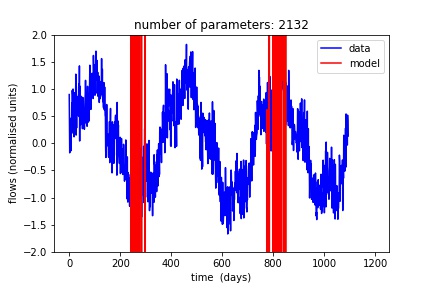 number of parameters: 2132
data
model
2.0
1.5
1.0
0.5
0.0
−0.5
−1.0
−1.5
−2.0
flows (normalised units)
0 200 400 600 800 1000 1200
time (days)